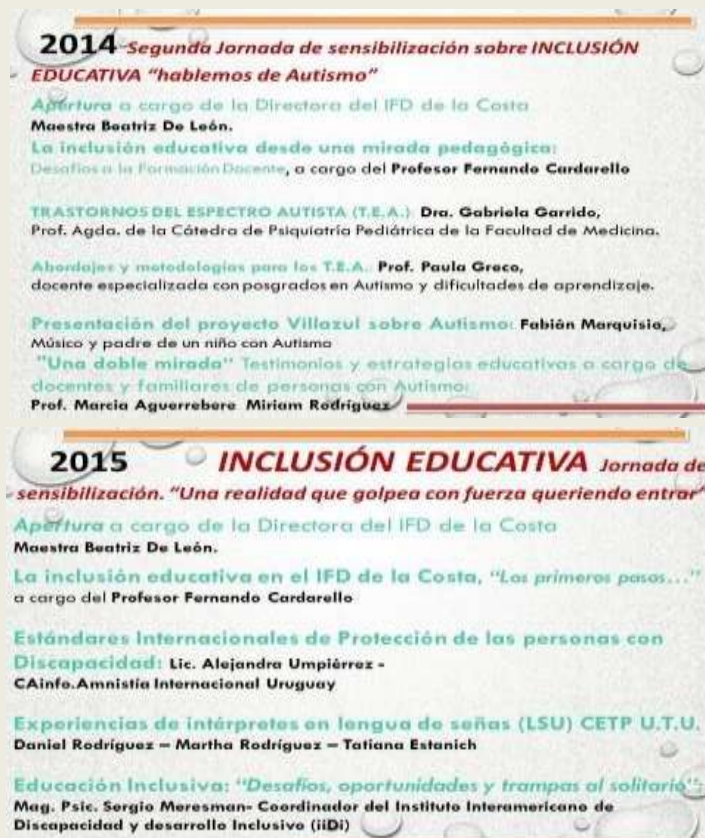 2014 Segunda Jornada de sensibilización sobre INCLUSIÓN
EDUCATIVA "hablemos de Autismo"
Apertura a cargo de la Directora del IFD de la Costa
Maestra Beatriz De León.
La inclusión educativa desde una mirada pedagógica:
Desafíos a la Formación Docente, a cargo del Profesor Fernando Cardarello
TRASTORNOS DEL ESPECTRO AUTISTA (T.E.A.): Dra. Gabriela Garrido,
Prof. Agda. de la Cátedra de Psiquiatría Pediátrica de la Facultad de Medicina.
Abordajes y metodologías para los T.E.A.: Prof. Paula Greco,
docente especializada con posgrados en Autismo y dificultades de aprendizaje.
Presentación del proyecto Villazul sobre Autismo: Fabián Marquisio,
Músico y padre de un niño con Autismo
"Una doble mirada" Testimonios y estrategias educativas a cargo de
docentes y familiares de personas con Autismo:
Prof. Marcia Aguerrebere Miriam Rodríguez
2015 INCLUSIÓN EDUCATIVA Jornada de
sensibilización. "Una realidad que golpea con fuerza queriendo entrar"
Apertura a cargo de la Directora del IFD de la Costa
Maestra Beatriz De León.
La inclusión educativa en el IFD de la Costa, "Los primeros pasos..."
a cargo del Profesor Fernando Cardarello
Estándares Internacionales de Protección de las personas con
Discapacidad: Lic. Alejandra Umpiérrez -
CAinfo.Amnistía Internacional Uruguay
Experiencias de intérpretes en lengua de señas (LSU) CETP U.T.U.
Daniel Rodríguez – Martha Rodríguez – Tatiana Estanich
Educación Inclusiva: "Desafíos, oportunidades y trampas al solitario":
Mag. Psic. Sergio Meresman- Coordinador del Instituto Interamericano de
Discapacidad y desarrollo Inclusivo (iiDi)